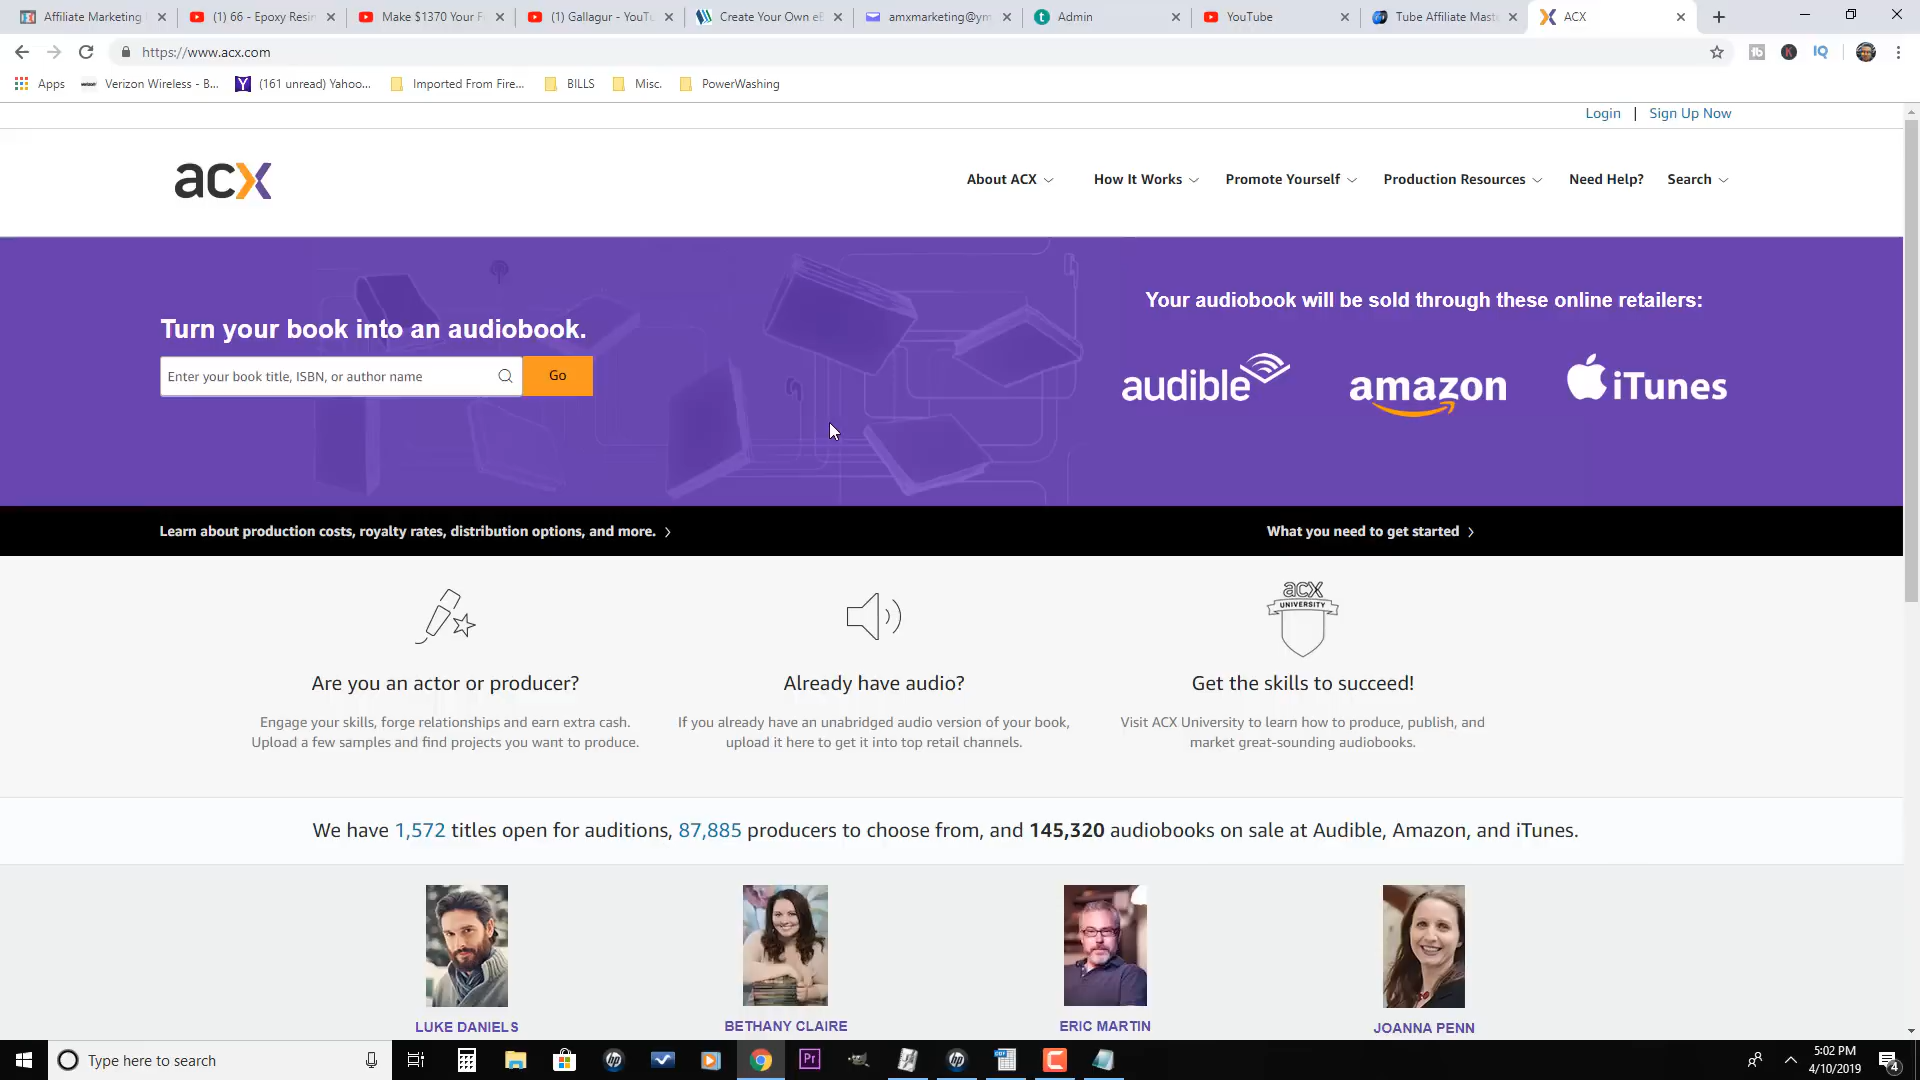 Affiliate Marketing
(1) 66 - Epoxy Resin
Make $1370 Your F
(1) Gallagur - YouTu
Create Your Own eB
amxmarketing@ym
Admin
YouTube
Tube Affiliate Mast
ACX
https://www.acx.com
Apps
Verizon Wireless - B...
(161 unread) Yahoo...
Imported From Fire...
BILLS
Misc.
PowerWashing
Login | Sign Up Now
acx
About ACX
How It Works
Promote Yourself
Production Resources
Need Help?
Search
Turn your book into an audiobook.
Enter your book title, ISBN, or author name
Go
Your audiobook will be sold through these online retailers:
audible
amazon
iTunes
Learn about production costs, royalty rates, distribution options, and more. >
What you need to get started >
acx
UNIVERSITY
Are you an actor or producer?
Engage your skills, forge relationships and earn extra cash.
Upload a few samples and find projects you want to produce.
Already have audio?
If you already have an unabridged audio version of your book,
upload it here to get it into top retail channels.
Get the skills to succeed!
Visit ACX University to learn how to produce, publish, and
market great-sounding audiobooks.
We have 1,572 titles open for auditions, 87,885 producers to choose from, and 145,320 audiobooks on sale at Audible, Amazon, and iTunes.
LUKE DANIELS
BETHANY CLAIRE
ERIC MARTIN
JOANNA PENN
Type here to search
5:02 PM
4/10/2019
4